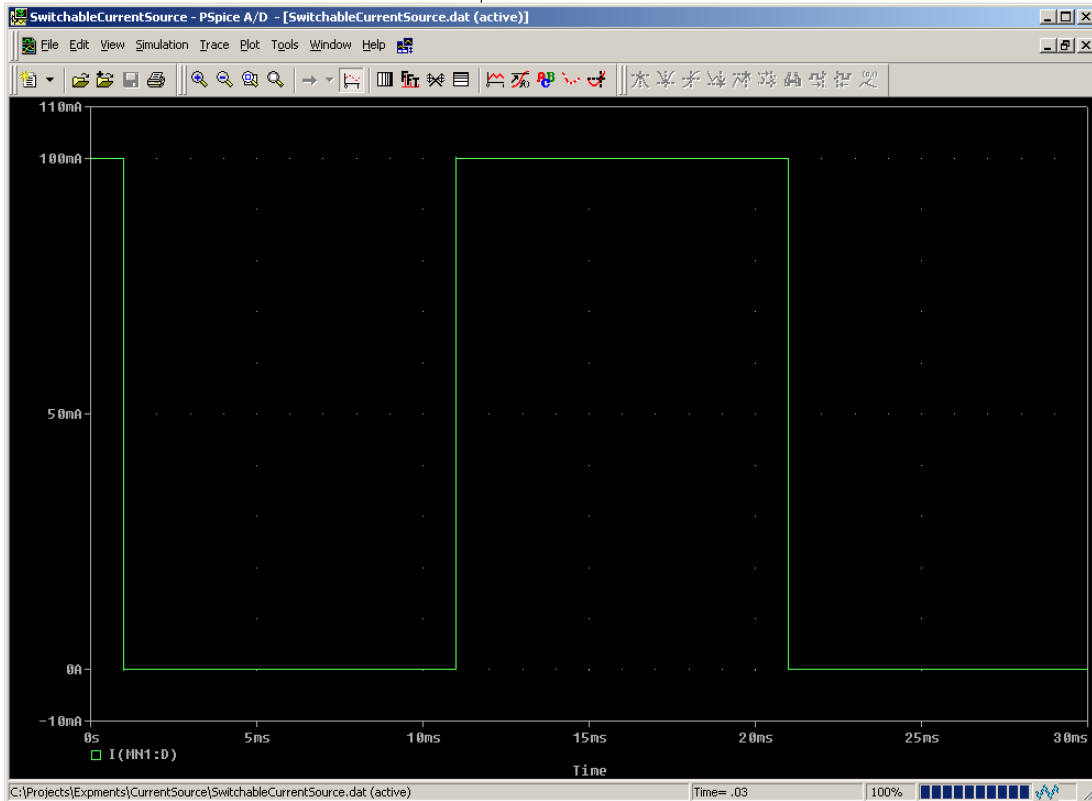 SwitchableCurrentSource - PSpice A/D - [SwitchableCurrentSource.dat (active)]
File Edit View Simulation Trace Plot Tools Window Help
110mA
100mA
50mA
0A
-10mA
0s 5ms 10ms 15ms 20ms 25ms 30ms
I(MN1:D)
Time
C:\Projects\Expments\CurrentSource\SwitchableCurrentSource.dat (active) Time= .03 100%